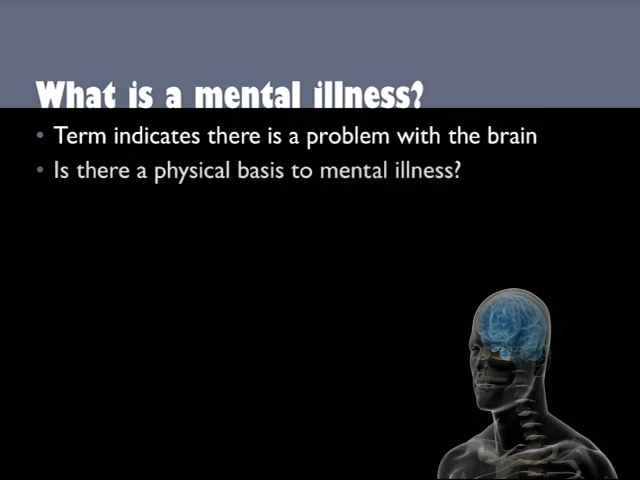 What is a mental illness?
• Term indicates there is a problem with the brain
• Is there a physical basis to mental illness?